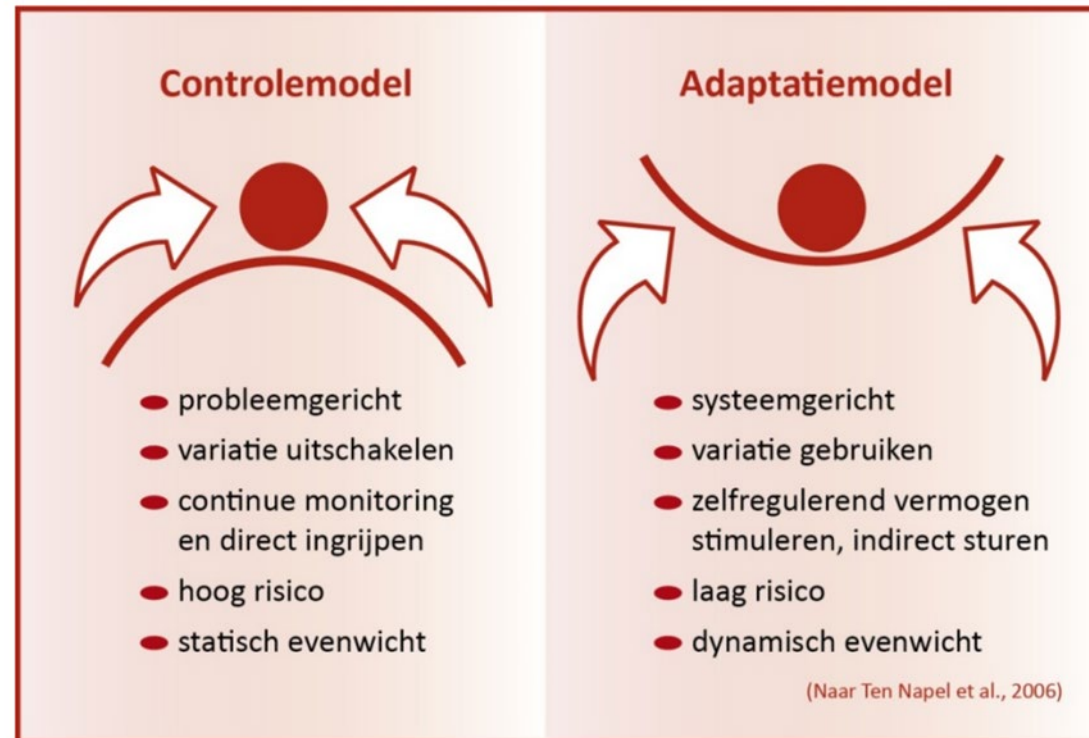 Controlemodel
probleemgericht
variatie uitschakelen
continue monitoring
en direct ingrijpen
hoog risico
statisch evenwicht
Adaptatiemodel
systeemgericht
variatie gebruiken
zelfregulerend vermogen
stimuleren, indirect sturen
laag risico
dynamisch evenwicht
(Naar Ten Napel et al., 2006)